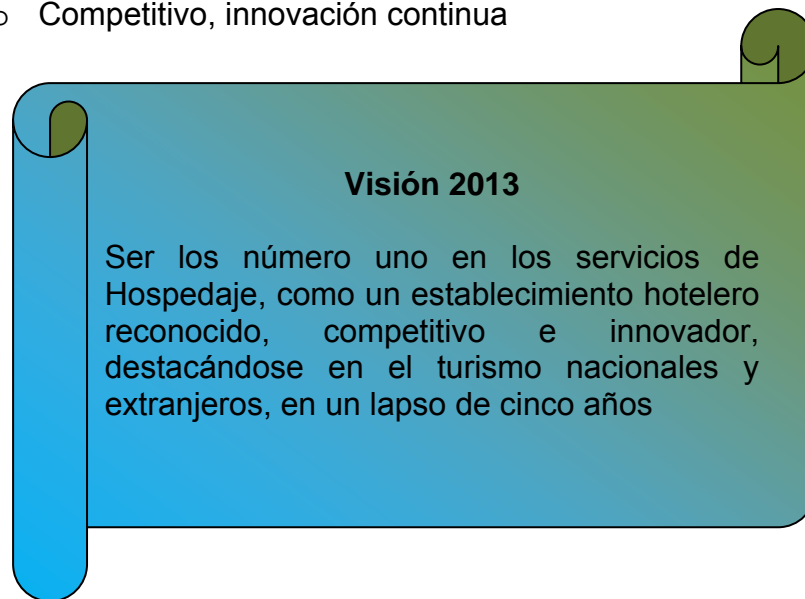 ○ Competitivo, innovación continua
Visión 2013
Ser los número uno en los servicios de
Hospedaje, como un establecimiento hotelero
reconocido, competitivo e innovador,
destacándose en el turismo nacionales y
extranjeros, en un lapso de cinco años